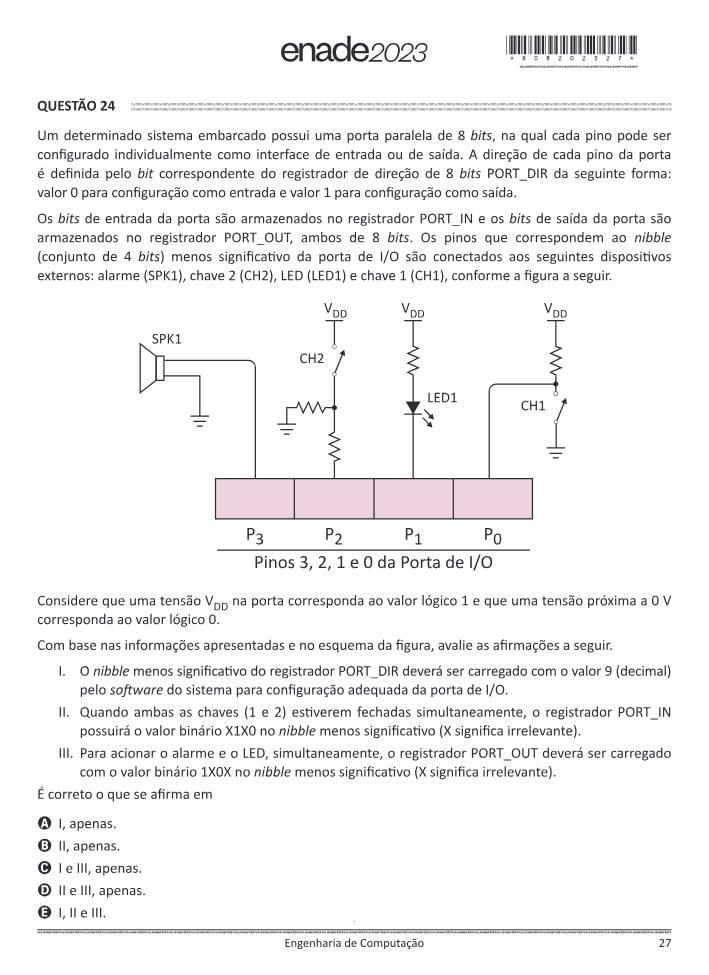 enade2023
*R0820232 7*
QUESTÃO 24
Um determinado sistema embarcado possui uma porta paralela de 8 bits, na qual cada pino pode ser
configurado individualmente como interface de entrada ou de saída. A direção de cada pino da porta
é definida pelo bit correspondente do registrador de direção de 8 bits PORT_DIR da seguinte forma:
valor 0 para configuração como entrada e valor 1 para configuração como saída.
Os bits de entrada da porta são armazenados no registrador PORT_IN e os bits de saída da porta são
armazenados no registrador PORT_OUT, ambos de 8 bits. Os pinos que correspondem ao nibble
(conjunto de 4 bits) menos significativo da porta de I/O são conectados aos seguintes dispositivos
externos: alarme (SPK1), chave 2 (CH2), LED (LED1) e chave 1 (CH1), conforme a figura a seguir.
VDD VDD VDD
SPK1
CH2
LED1
CH1
P3 P2 P1 P0
Pinos 3, 2, 1 e 0 da Porta de I/O
Considere que uma tensão VDD na porta corresponda ao valor lógico 1 e que uma tensão próxima a 0 V
corresponda ao valor lógico 0.
Com base nas informações apresentadas e no esquema da figura, avalie as afirmações a seguir.
I. O nibble menos significativo do registrador PORT_DIR deverá ser carregado com o valor 9 (decimal)
pelo software do sistema para configuração adequada da porta de I/O.
II. Quando ambas as chaves (1 e 2) estiverem fechadas simultaneamente, o registrador PORT_IN
possuirá o valor binário X1X0 no nibble menos significativo (X significa irrelevante).
III. Para acionar o alarme e o LED, simultaneamente, o registrador PORT_OUT deverá ser carregado
com o valor binário 1X0X no nibble menos significativo (X significa irrelevante).
É correto o que se afirma em
A I, apenas.
B II, apenas.
C I e III, apenas.
D II e III, apenas.
E I, II e III.
Engenharia de Computação 27